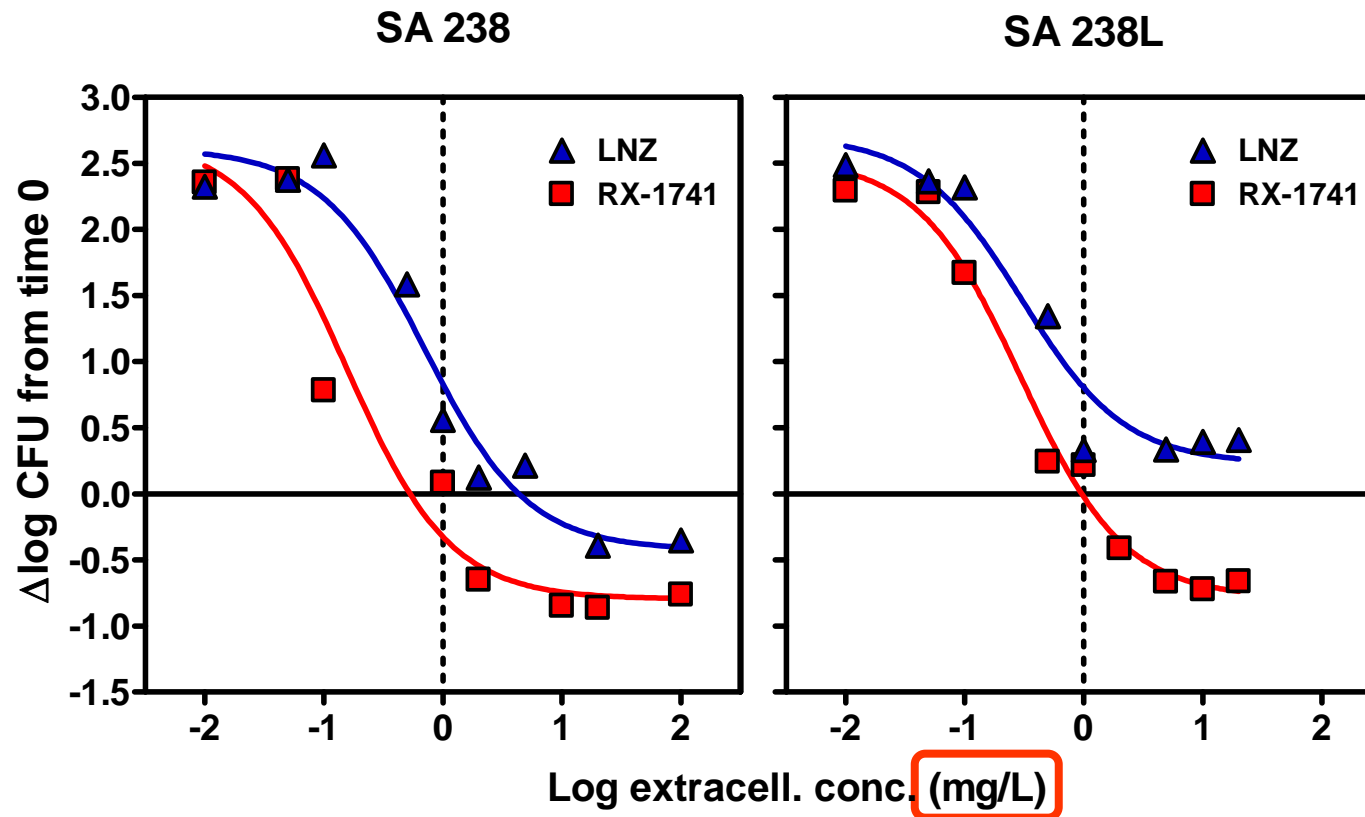 SA 238
SA 238L
Δlog CFU from time 0
3.0
2.5
2.0
1.5
1.0
0.5
0.0
-0.5
-1.0
-1.5
LNZ
RX-1741
LNZ
RX-1741
-2 -1 0 1 2
-2 -1 0 1 2
Log extracell. conc. (mg/L)